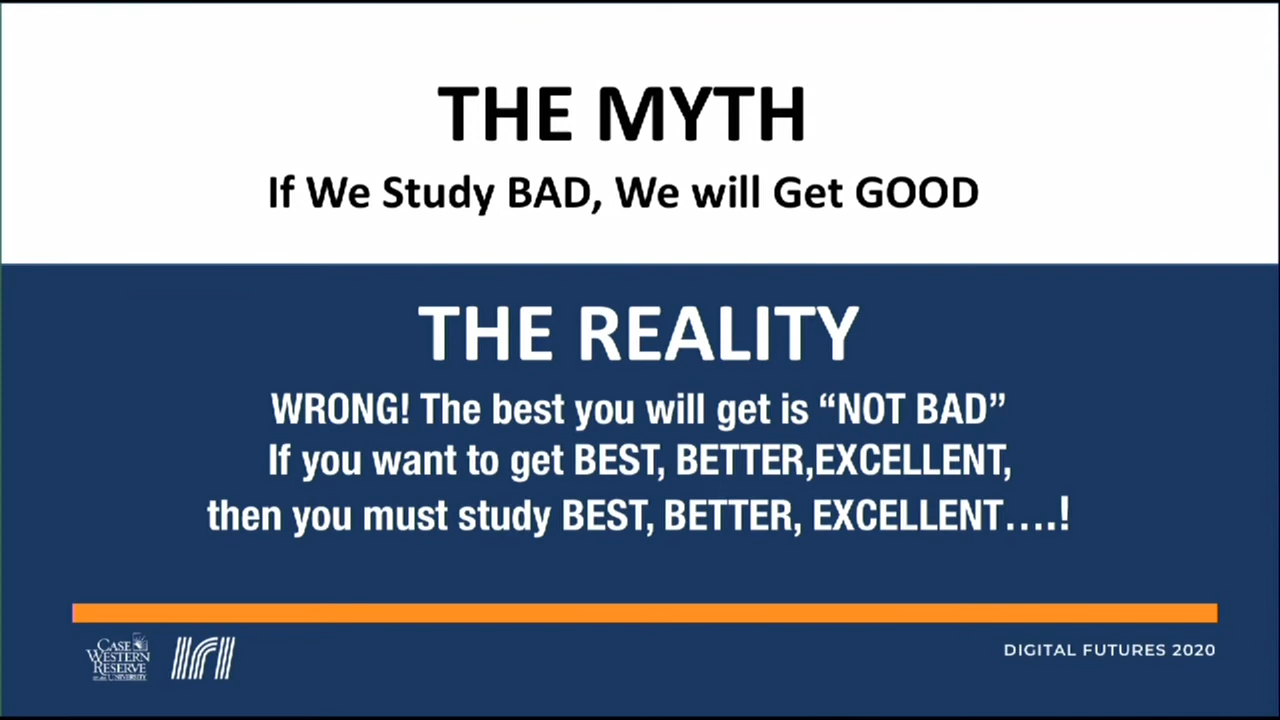 THE MYTH
If We Study BAD, We will Get GOOD
THE REALITY
WRONG! The best you will get is “NOT BAD”
If you want to get BEST, BETTER,EXCELLENT,
then you must study BEST, BETTER, EXCELLENT....!
CASE
WESTERN
RESERVE
UNIVERSITY
IRI
DIGITAL FUTURES 2020